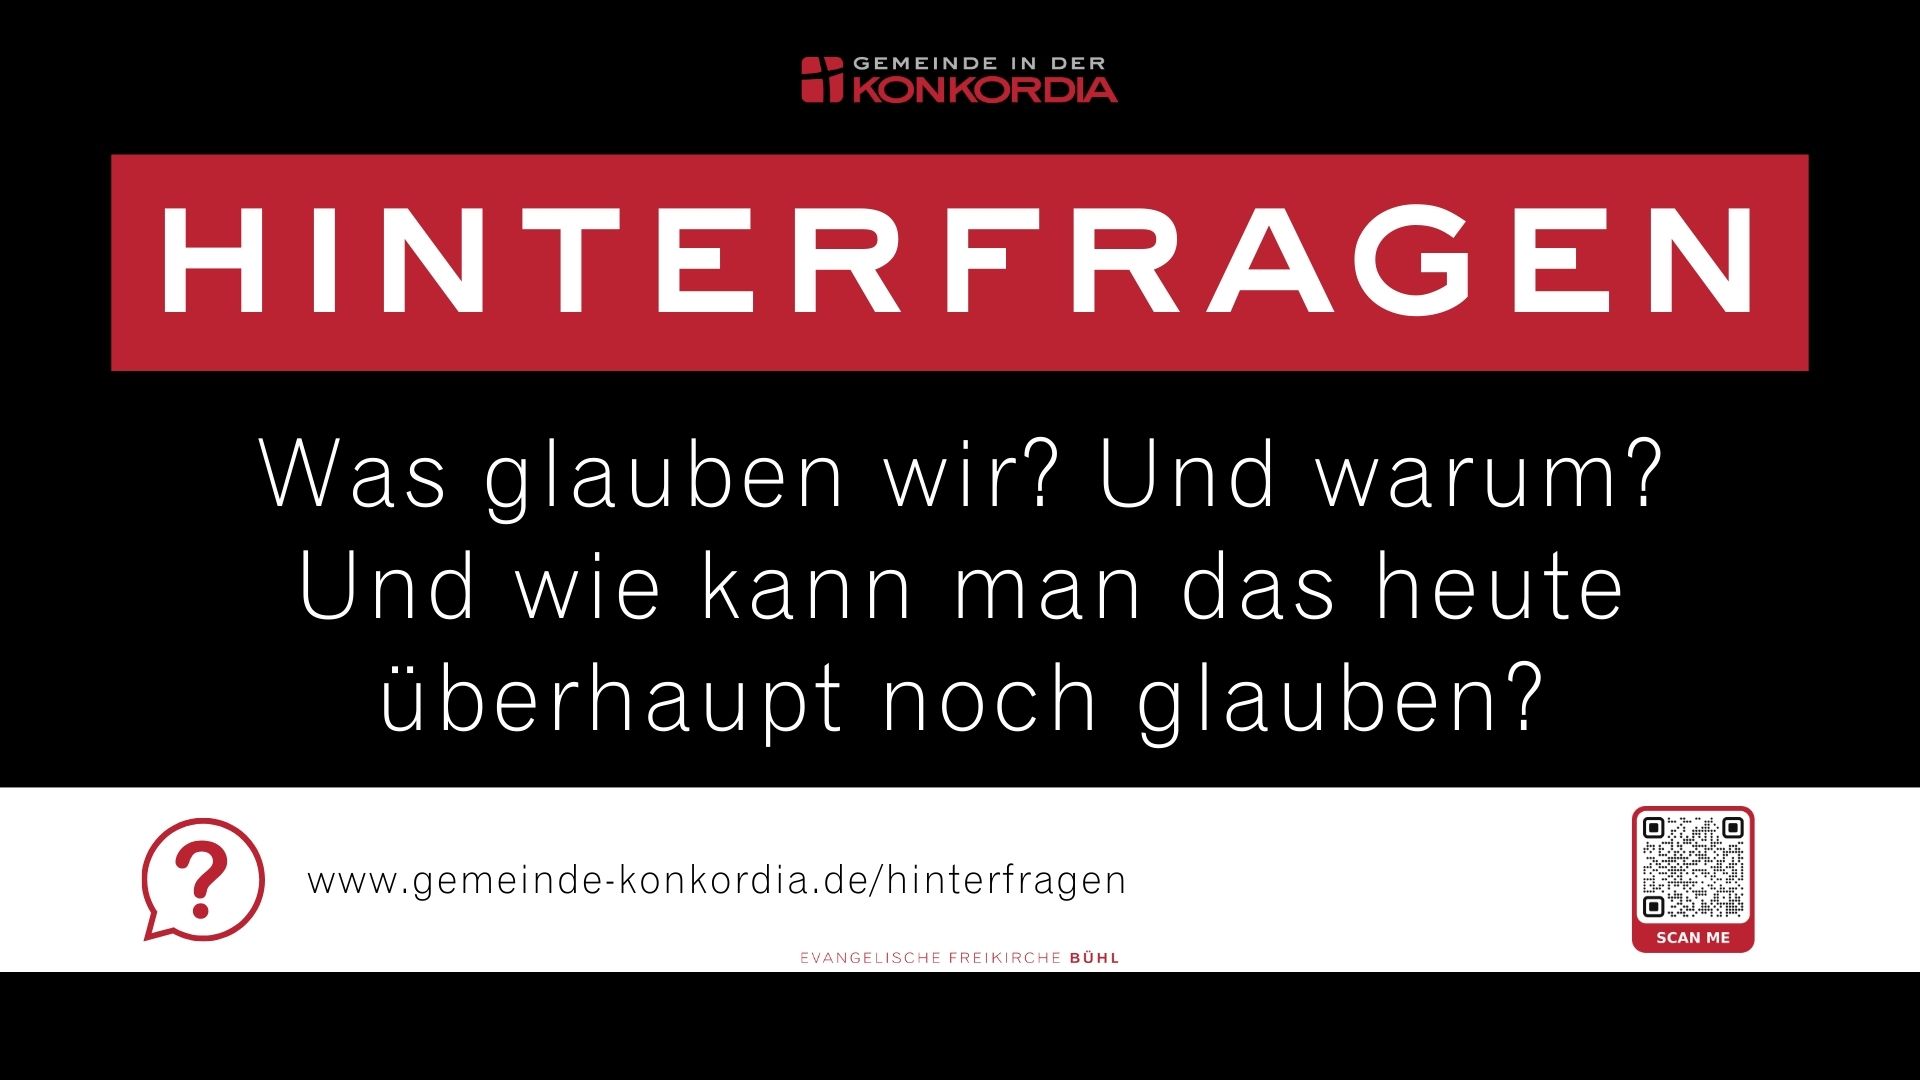 GEMEINDE IN DER
KONKORDIA
HINTERFRAGEN
Was glauben wir? Und warum?
Und wie kann man das heute
überhaupt noch glauben?
?
www.gemeinde-konkordia.de/hinterfragen
SCAN ME
EVANGELISCHE FREIKIRCHE BÜHL